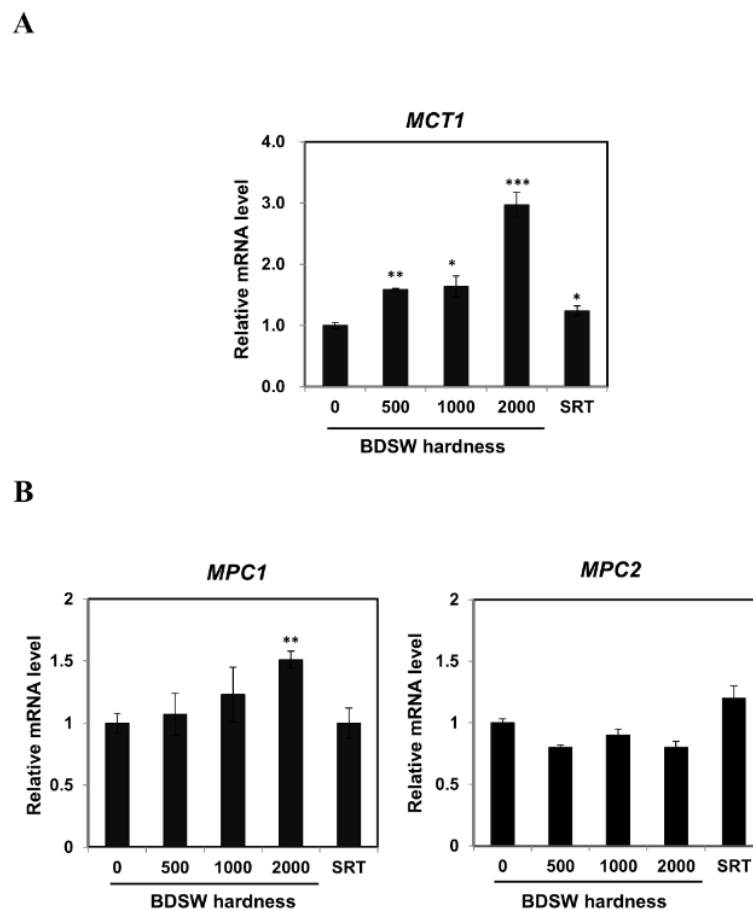 A
MCT1
Relative mRNA level
4.0
***
3.0
2.0
**
*
*
1.0
0.0
0 500 1000 2000 SRT
BDSW hardness
B
MPC1
Relative mRNA level
2
**
1.5
1
0.5
0
0 500 1000 2000 SRT
BDSW hardness
MPC2
Relative mRNA level
2
1.5
1
0.5
0
0 500 1000 2000 SRT
BDSW hardness